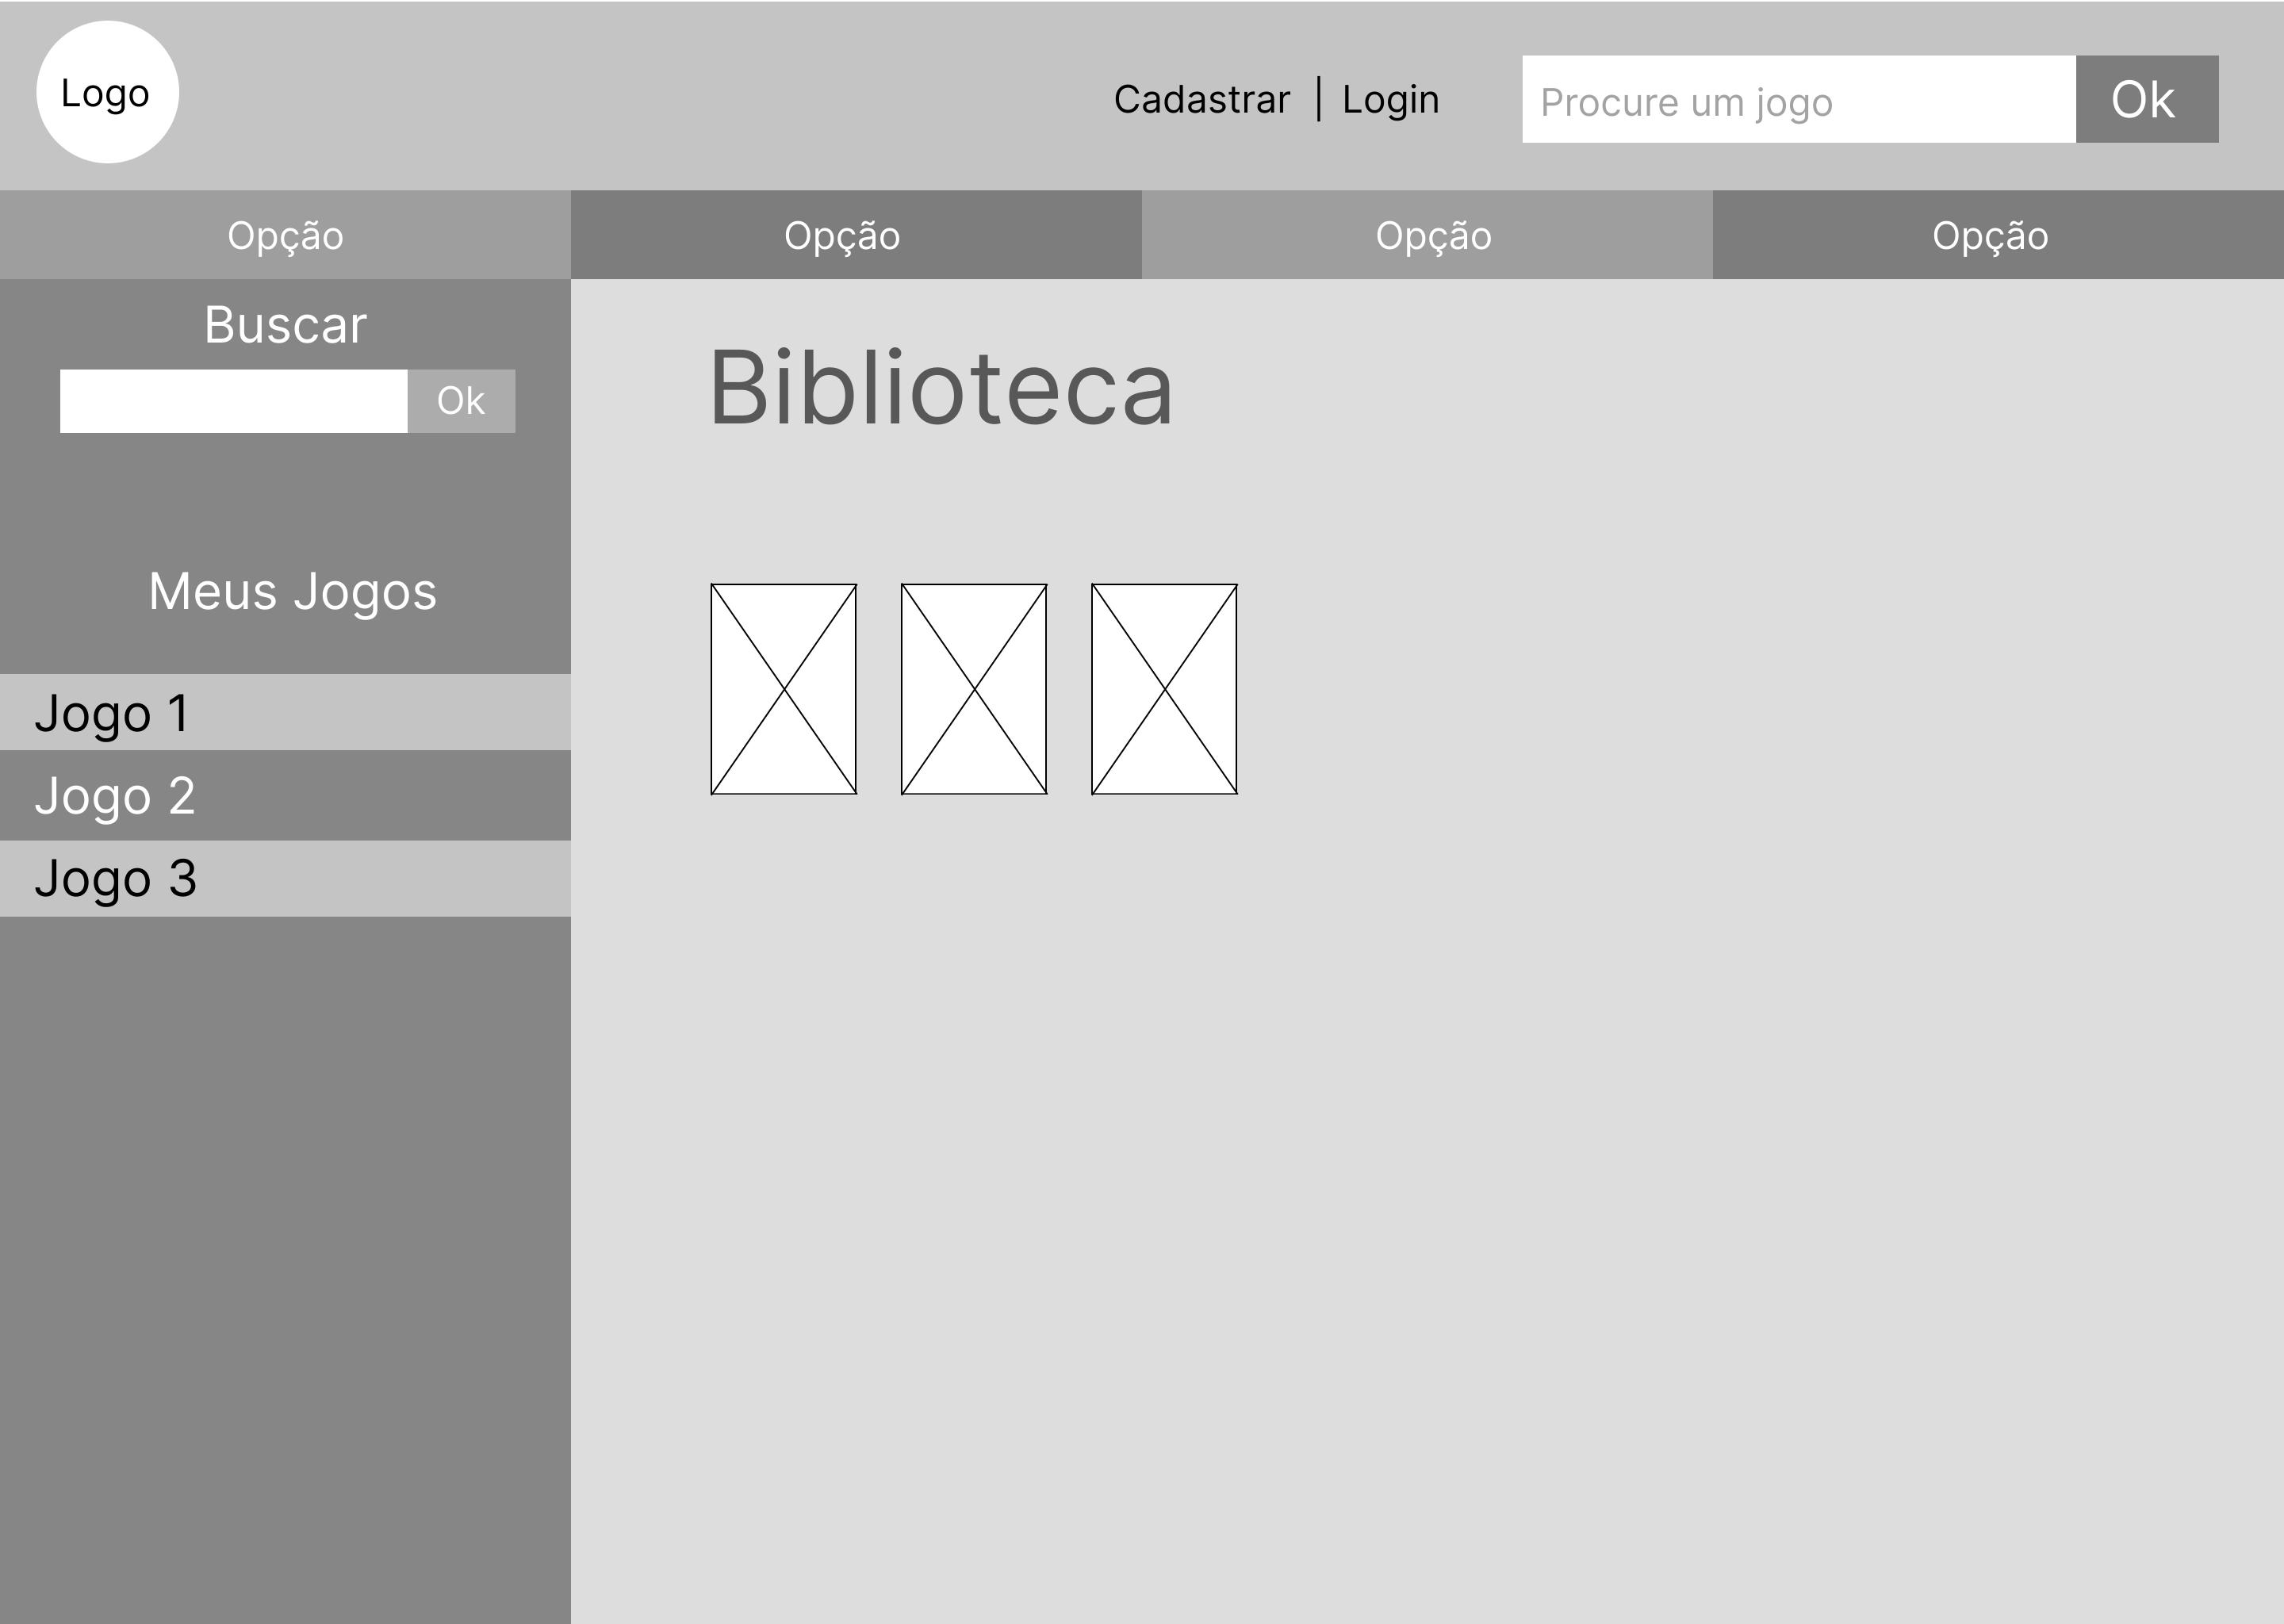 Logo
Cadastrar | Login
Procure um jogo
Ok
Opção
Opção
Opção
Opção
Buscar
Ok
Meus Jogos
Jogo 1
Jogo 2
Jogo 3
Biblioteca